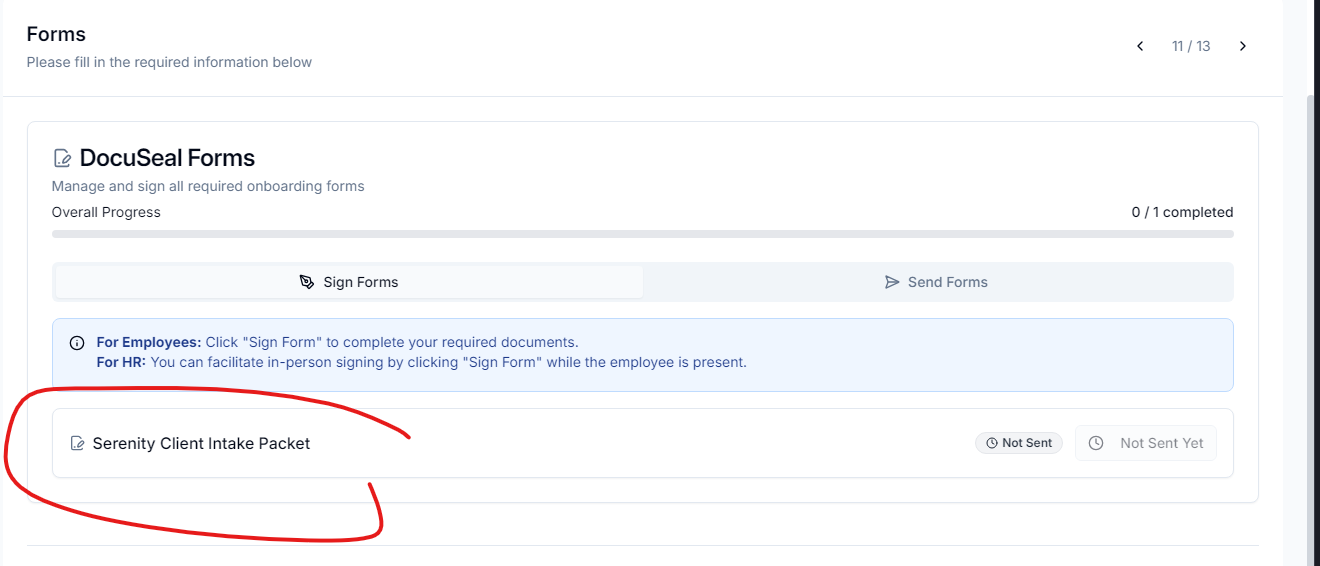 Forms
Please fill in the required information below
11 / 13
DocuSeal Forms
Manage and sign all required onboarding forms
Overall Progress
0 / 1 completed
Sign Forms
Send Forms
For Employees: Click "Sign Form" to complete your required documents.
For HR: You can facilitate in-person signing by clicking "Sign Form" while the employee is present.
Serenity Client Intake Packet
Not Sent
Not Sent Yet